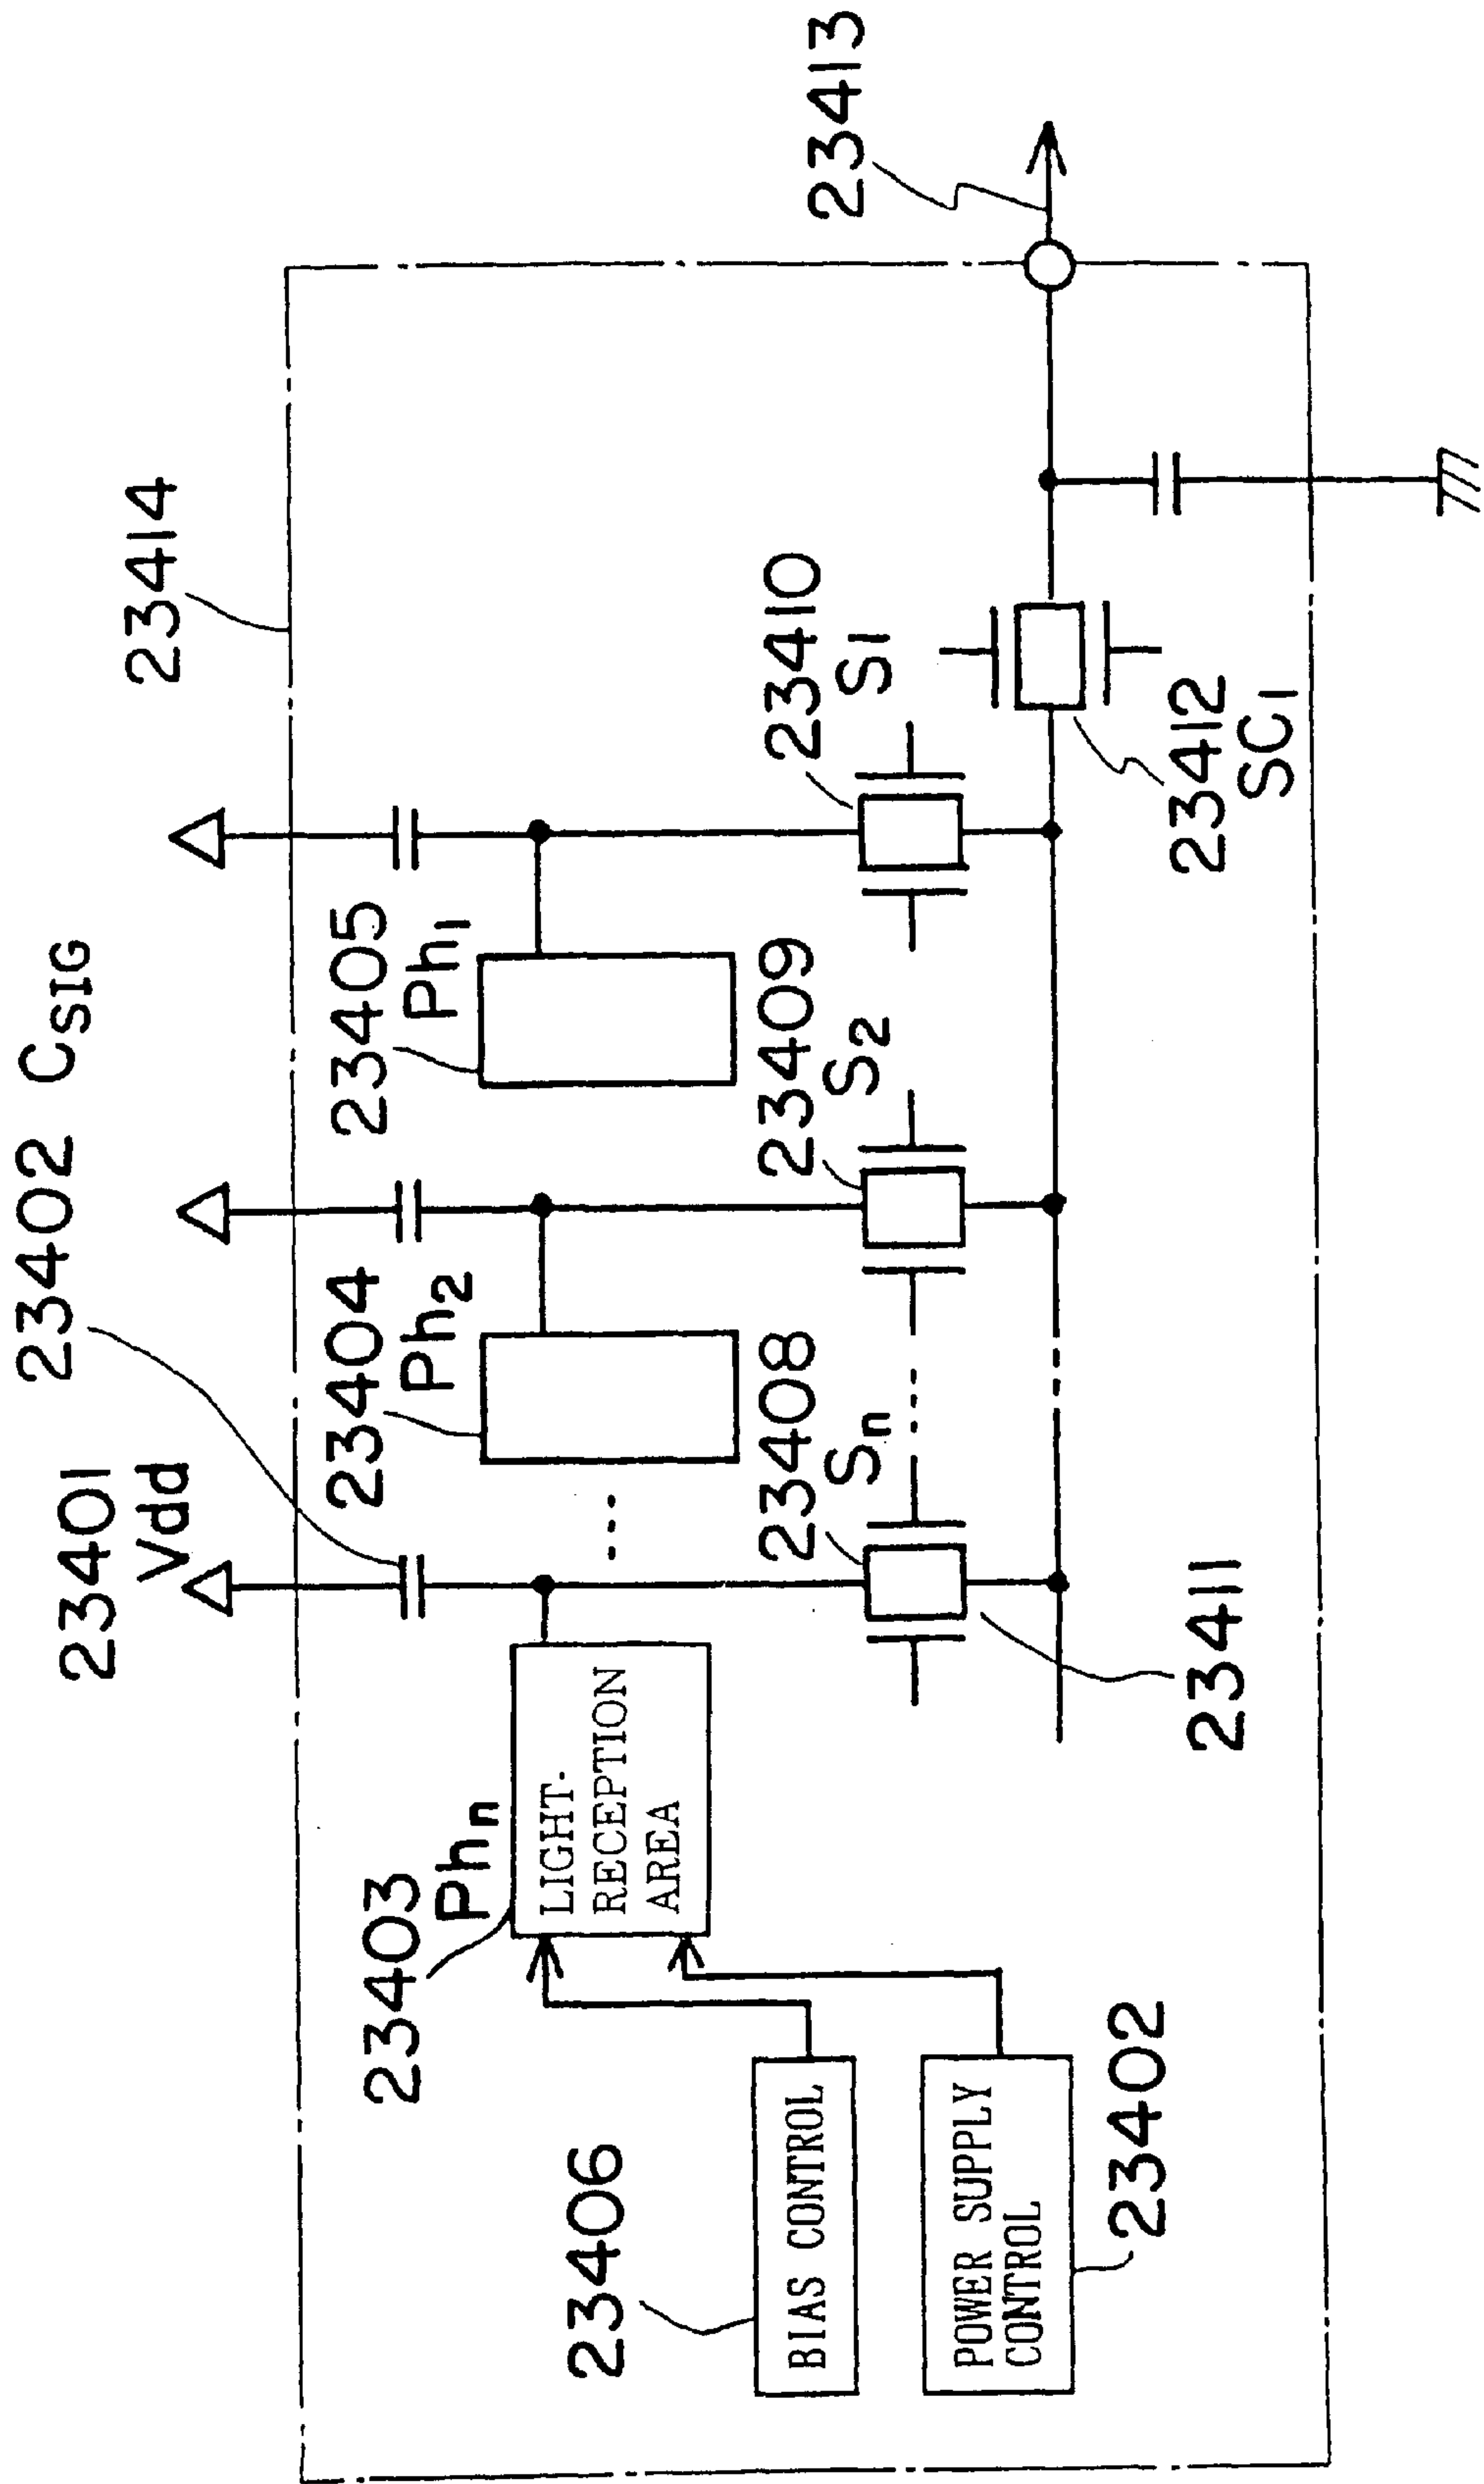 23402 CSIG
23401
Vdd
23414
23413
23405
Ph1
23404
Ph2
23403
Phn
LIGHT-
RECEPTION
AREA
23410
S1
23409
S2
23408
Sn
23406
BIAS CONTROL
POWER SUPPLY
CONTROL
23402
23411
23412
SC1